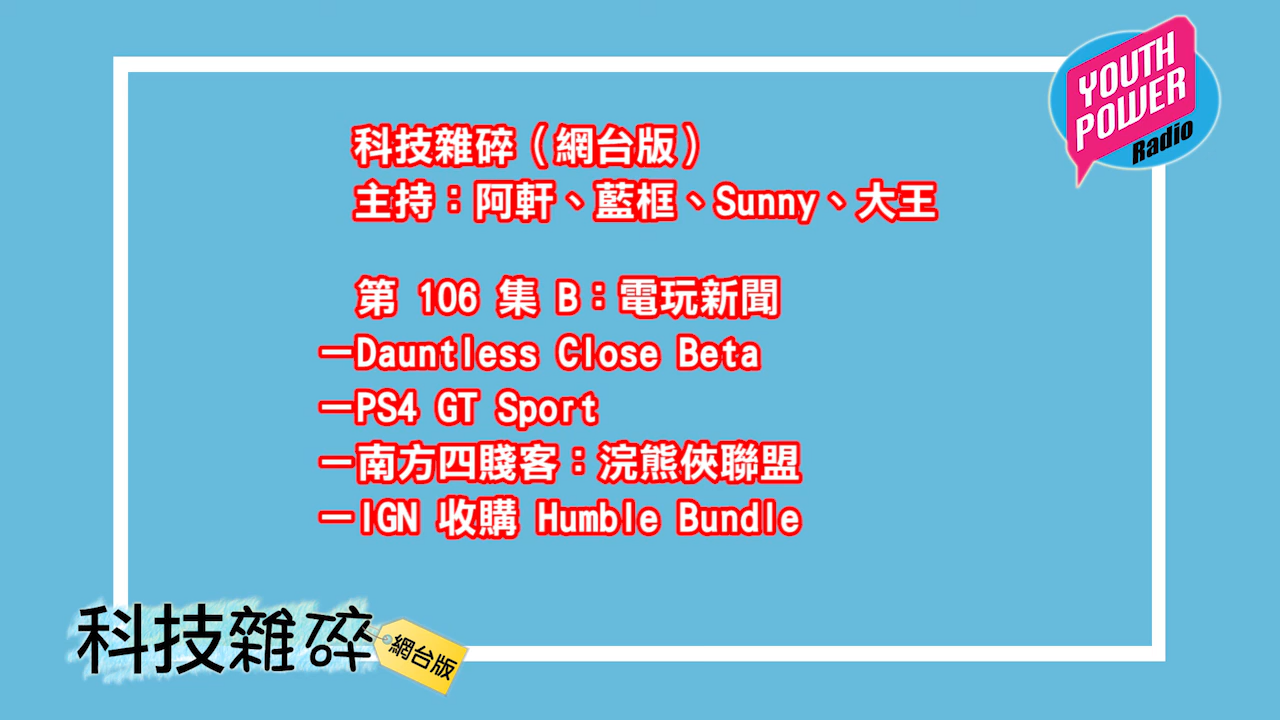 YOUTH
POWER
Radio
科技雜碎（網台版）
主持：阿軒、藍框、Sunny、大王
第 106 集 B：電玩新聞
－Dauntless Close Beta
－PS4 GT Sport
－南方四賤客：浣熊俠聯盟
－IGN 收購 Humble Bundle
科技雜碎
網台版